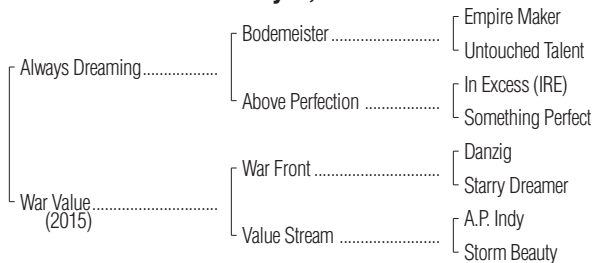 Empire Maker
Bodemeister
Untouched Talent
Always Dreaming
In Excess (IRE)
Above Perfection
Something Perfect
Danzig
War Front
Starry Dreamer
War Value
(2015)
A.P. Indy
Value Stream
Storm Beauty